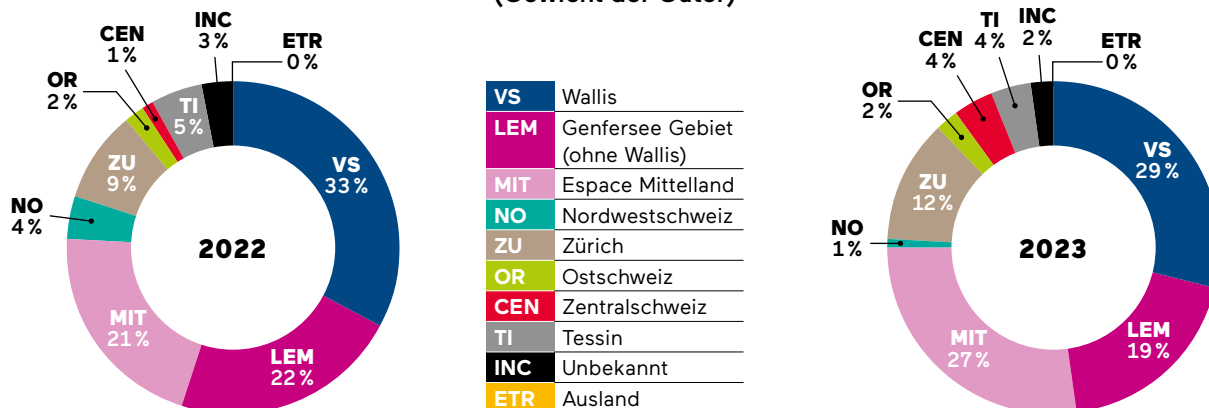 (Gewicht der Güter)
INC
3 %
ETR
0 %
CEN
1 %
OR
2 %
TI
5 %
ZU
9 %
VS
33 %
NO
4 %
2022
MIT
21 %
LEM
22 %
VS Wallis
LEM Genfersee Gebiet
(ohne Wallis)
MIT Espace Mittelland
NO Nordwestschweiz
ZU Zürich
OR Ostschweiz
CEN Zentralschweiz
TI Tessin
INC Unbekannt
ETR Ausland
TI
4 %
INC
2 %
ETR
0 %
CEN
4 %
OR
2 %
VS
29 %
ZU
12 %
NO
1 %
2023
MIT
27 %
LEM
19 %